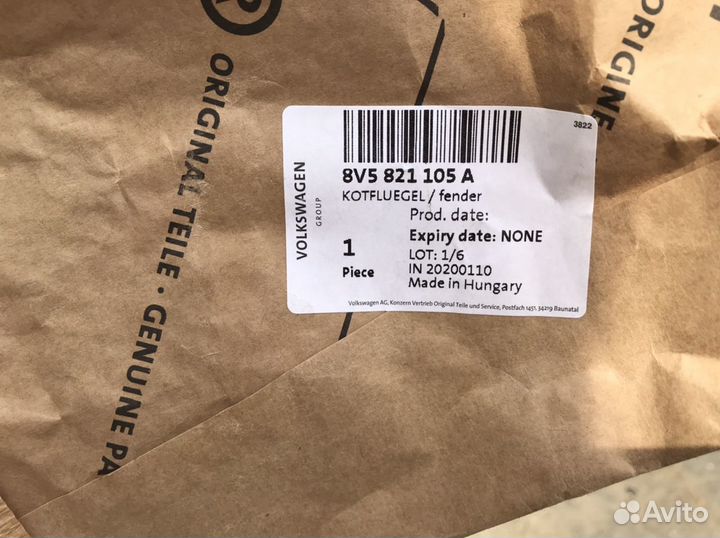 ® ORIGINAL TEILE · GENUINE PA
ORIGINE
3822
8V5 821 105 A
KOTFLUEGEL / fender
Prod. date:
Expiry date: NONE
LOT: 1/6
IN 20200110
Made in Hungary
1
Piece
VOLKSWAGEN
GROUP
Volkswagen AG, Konzern Vertrieb Original Teile und Service, Postfach 1451, 34219 Baunatal
Avito